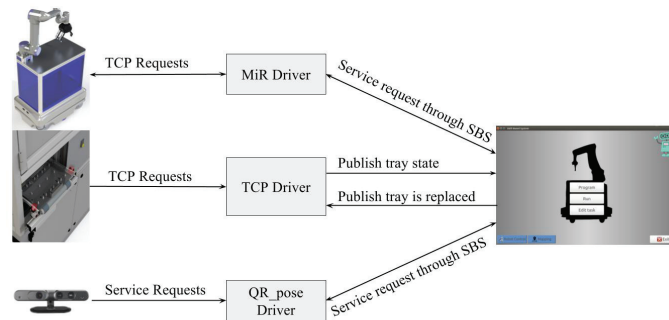 TCP Requests
MiR Driver
Service request through SBS
TCP Requests
TCP Driver
Publish tray state
Publish tray is replaced
Program
Run
Edit task
Exit
Service Requests
QR_pose
Driver
Service request through SBS